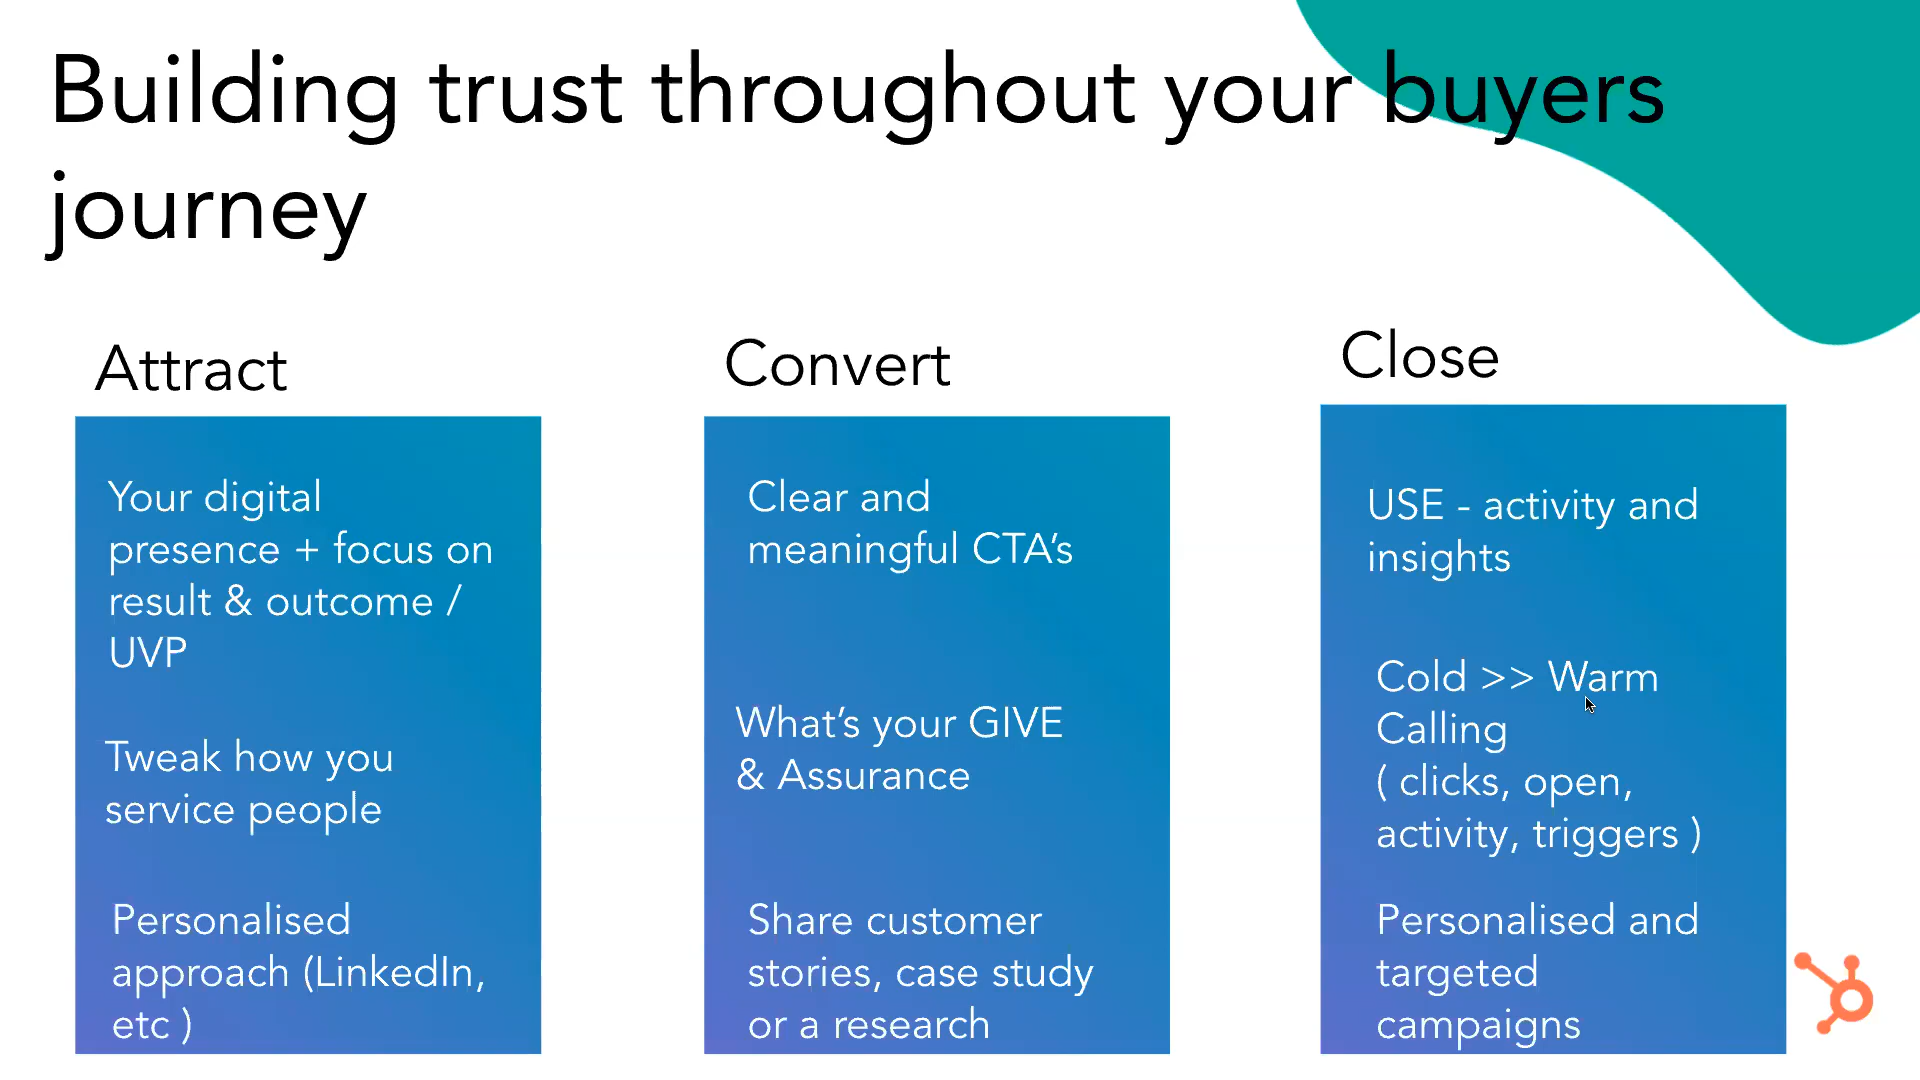 Building trust throughout your buyers
journey
Attract
Your digital
presence + focus on
result & outcome /
UVP
Tweak how you
service people
Personalised
approach (LinkedIn,
etc )
Convert
Clear and
meaningful CTA’s
What’s your GIVE
& Assurance
Share customer
stories, case study
or a research
Close
USE - activity and
insights
Cold >> Warm
Calling
( clicks, open,
activity, triggers )
Personalised and
targeted
campaigns